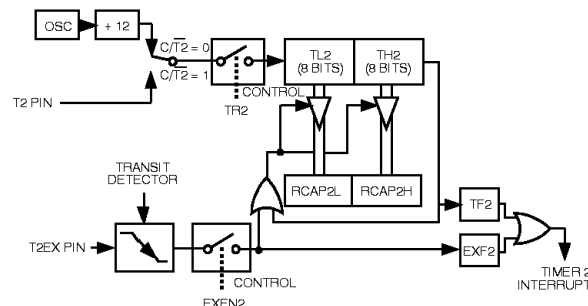 OSC
+ 12
C/T2 = 0
C/T2 = 1
T2 PIN
CONTROL
TR2
TL2
(8 BITS)
TH2
(8 BITS)
RCAP2L
RCAP2H
TRANSIT
DETECTOR
T2EX PIN
CONTROL
EXEN2
TF2
EXF2
TIMER 2
INTERRUPT